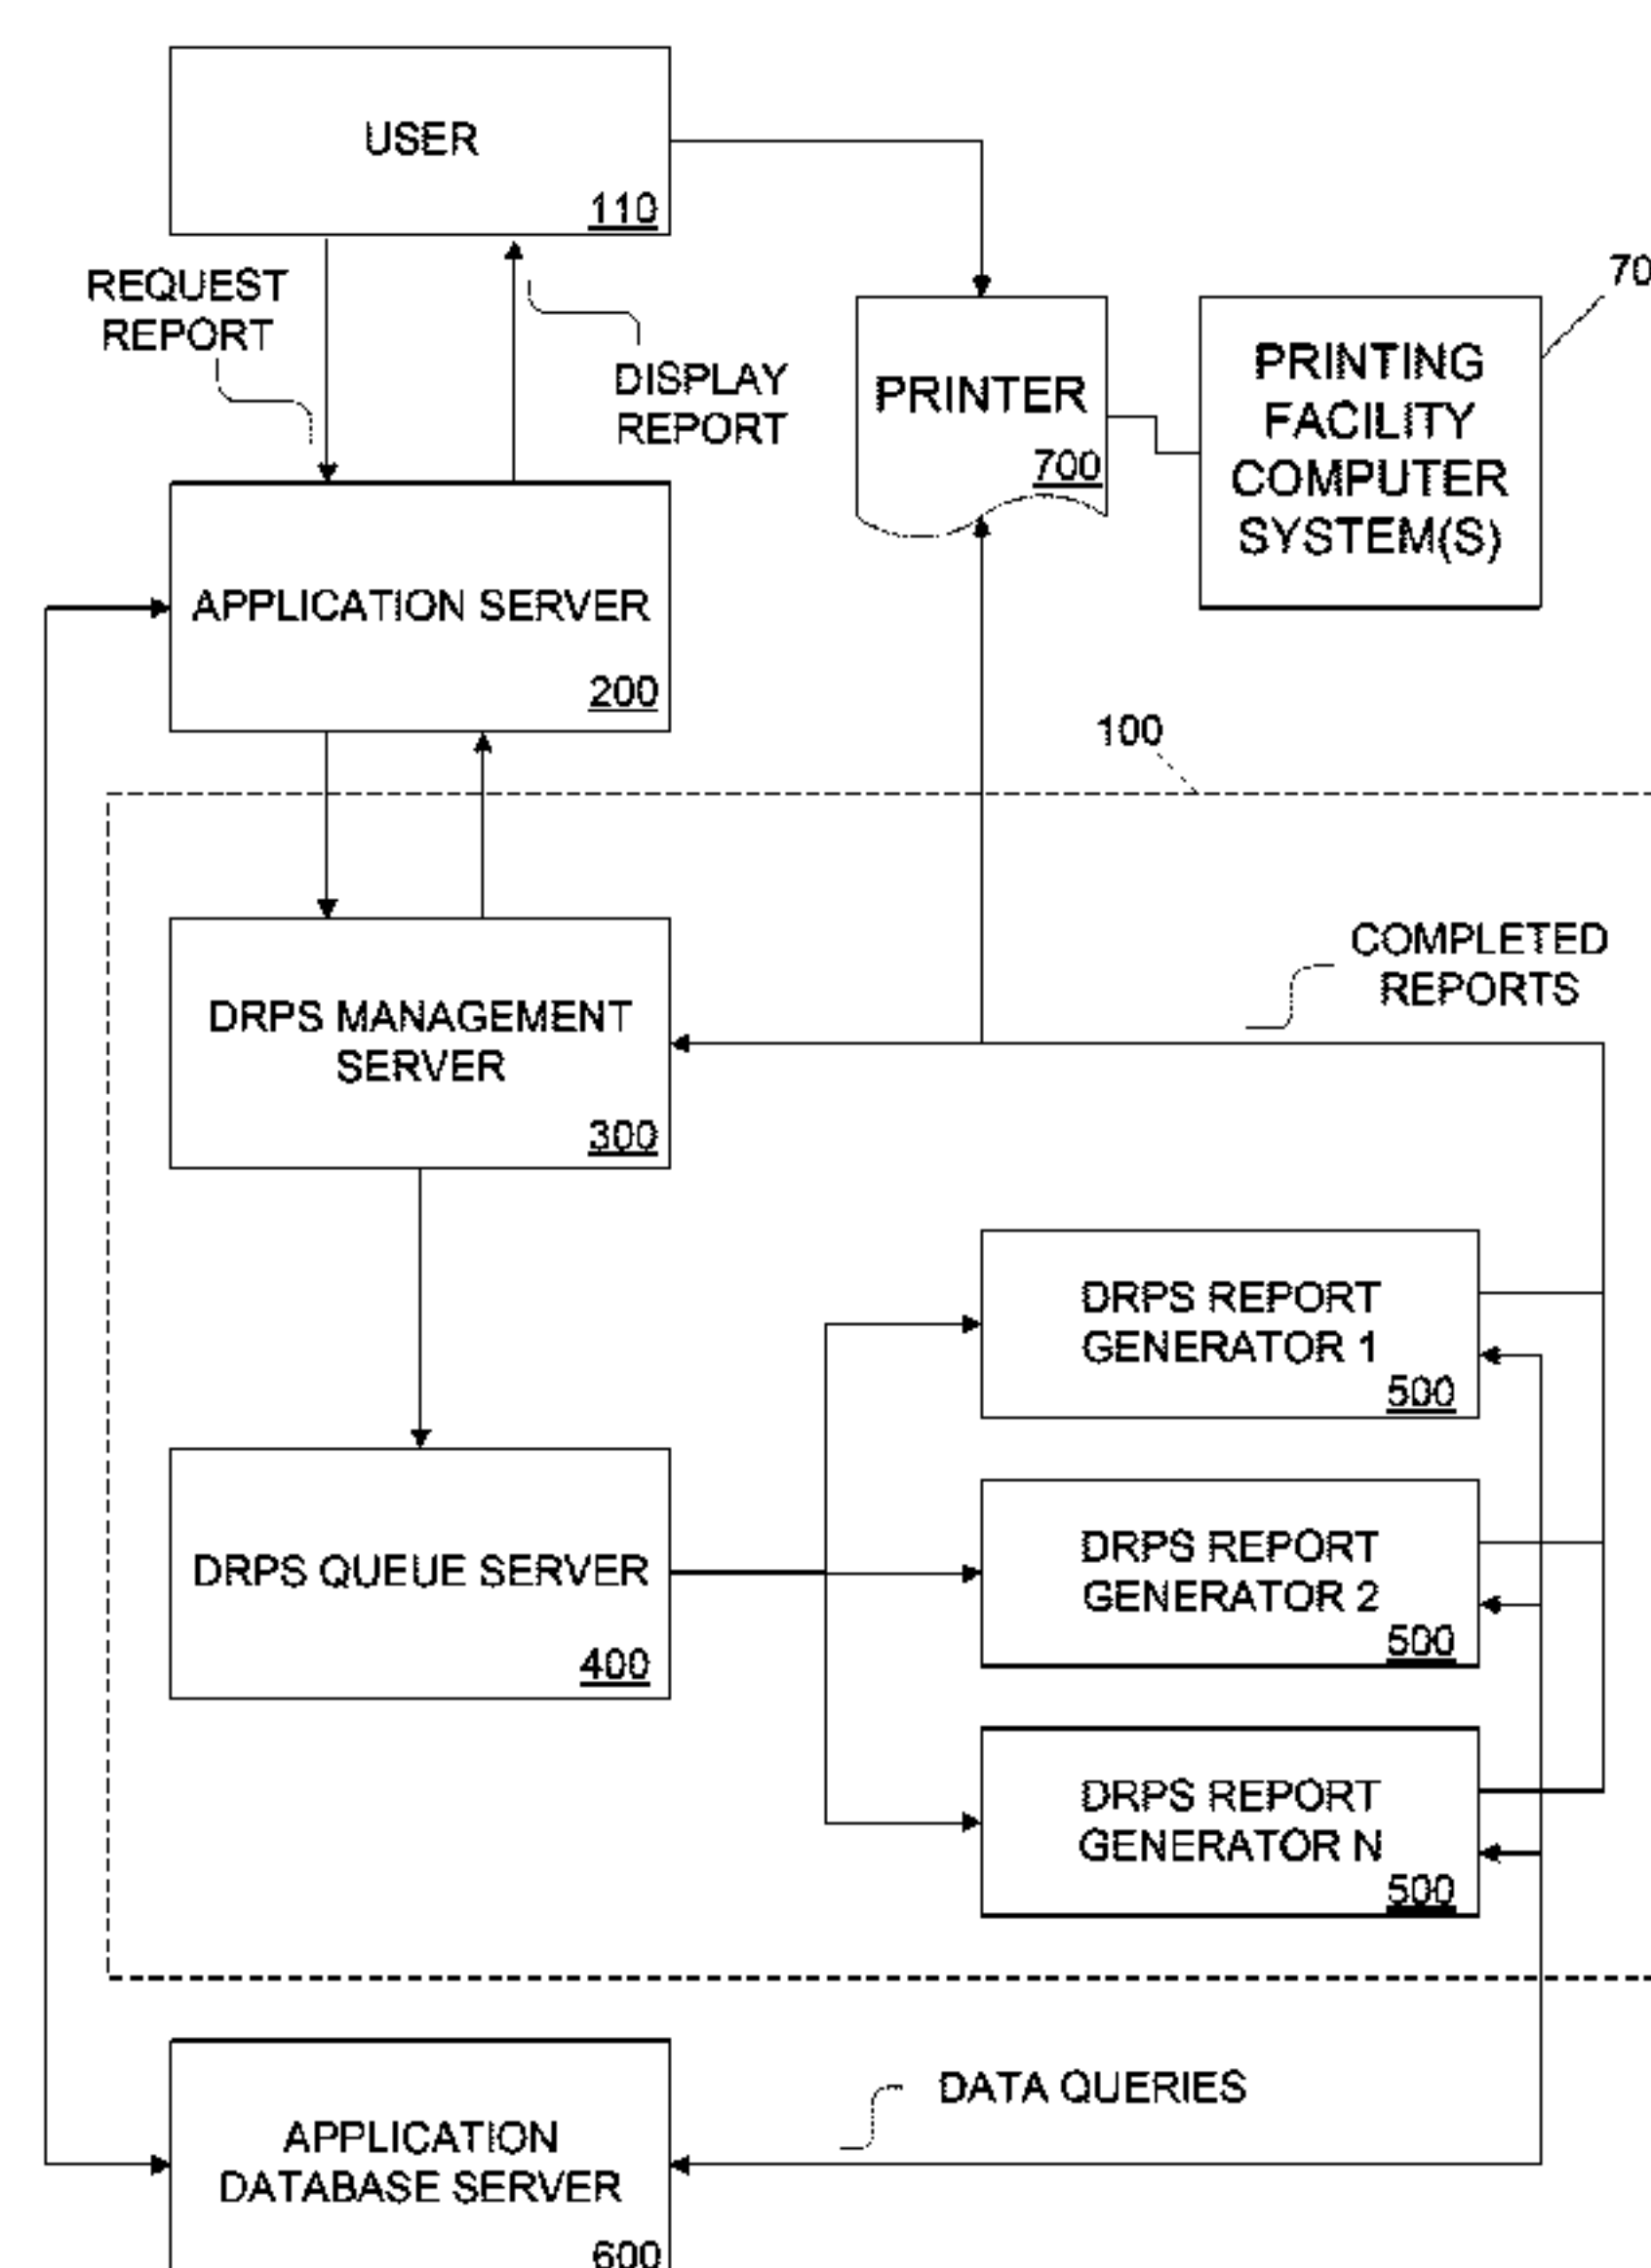 USER
110
REQUEST
REPORT
DISPLAY
REPORT
PRINTER
700
PRINTING
FACILITY
COMPUTER
SYSTEM(S)
70
APPLICATION SERVER
200
100
DRPS MANAGEMENT
SERVER
300
COMPLETED
REPORTS
DRPS REPORT
GENERATOR 1
500
DRPS QUEUE SERVER
400
DRPS REPORT
GENERATOR 2
500
DRPS REPORT
GENERATOR N
500
DATA QUERIES
APPLICATION
DATABASE SERVER
600